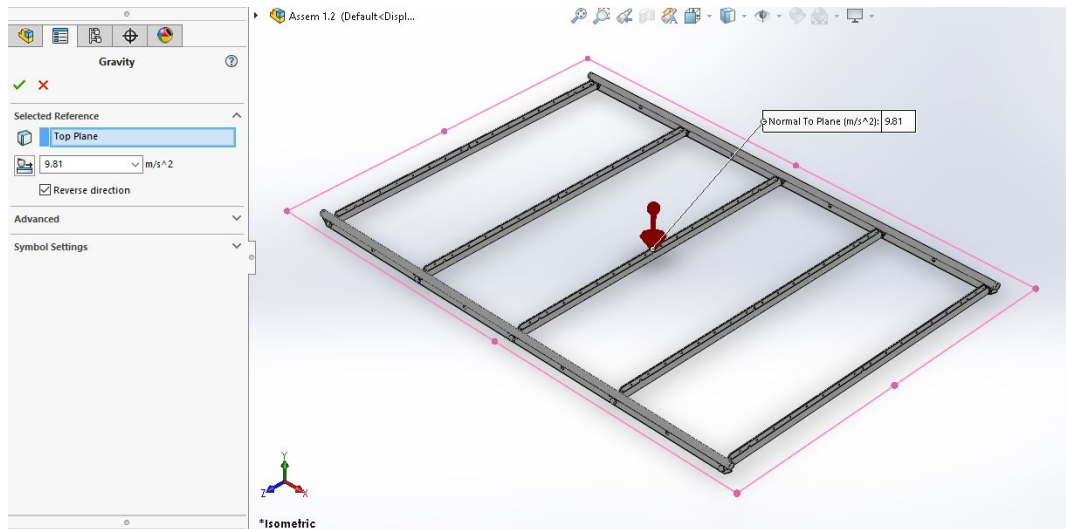 Assem 1.2 (Default<Displ...
Gravity
Selected Reference
Top Plane
9.81 m/s^2
Reverse direction
Advanced
Symbol Settings
Normal To Plane (m/s^2): 9.81
Y
Z X
*Isometric